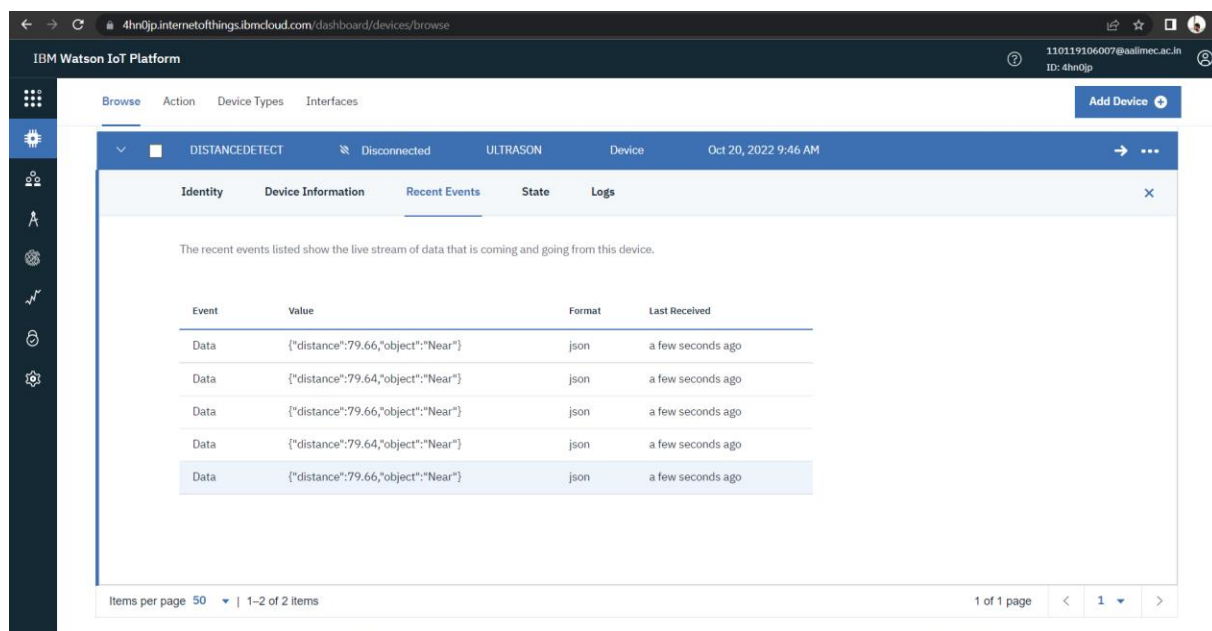 4hn0jp.internetofthings.ibmcloud.com/dashboard/devices/browse
IBM Watson IoT Platform
110119106007@aalimec.ac.in
ID: 4hn0jp
Browse Action Device Types Interfaces
Add Device
DISTANCEDETECT Disconnected ULTRASON Device Oct 20, 2022 9:46 AM
Identity Device Information Recent Events State Logs
The recent events listed show the live stream of data that is coming and going from this device.
Event Value Format Last Received
Data {"distance":79.66,"object":"Near"} json a few seconds ago
Data {"distance":79.64,"object":"Near"} json a few seconds ago
Data {"distance":79.66,"object":"Near"} json a few seconds ago
Data {"distance":79.64,"object":"Near"} json a few seconds ago
Data {"distance":79.66,"object":"Near"} json a few seconds ago
Items per page 50 | 1–2 of 2 items 1 of 1 page < 1 >